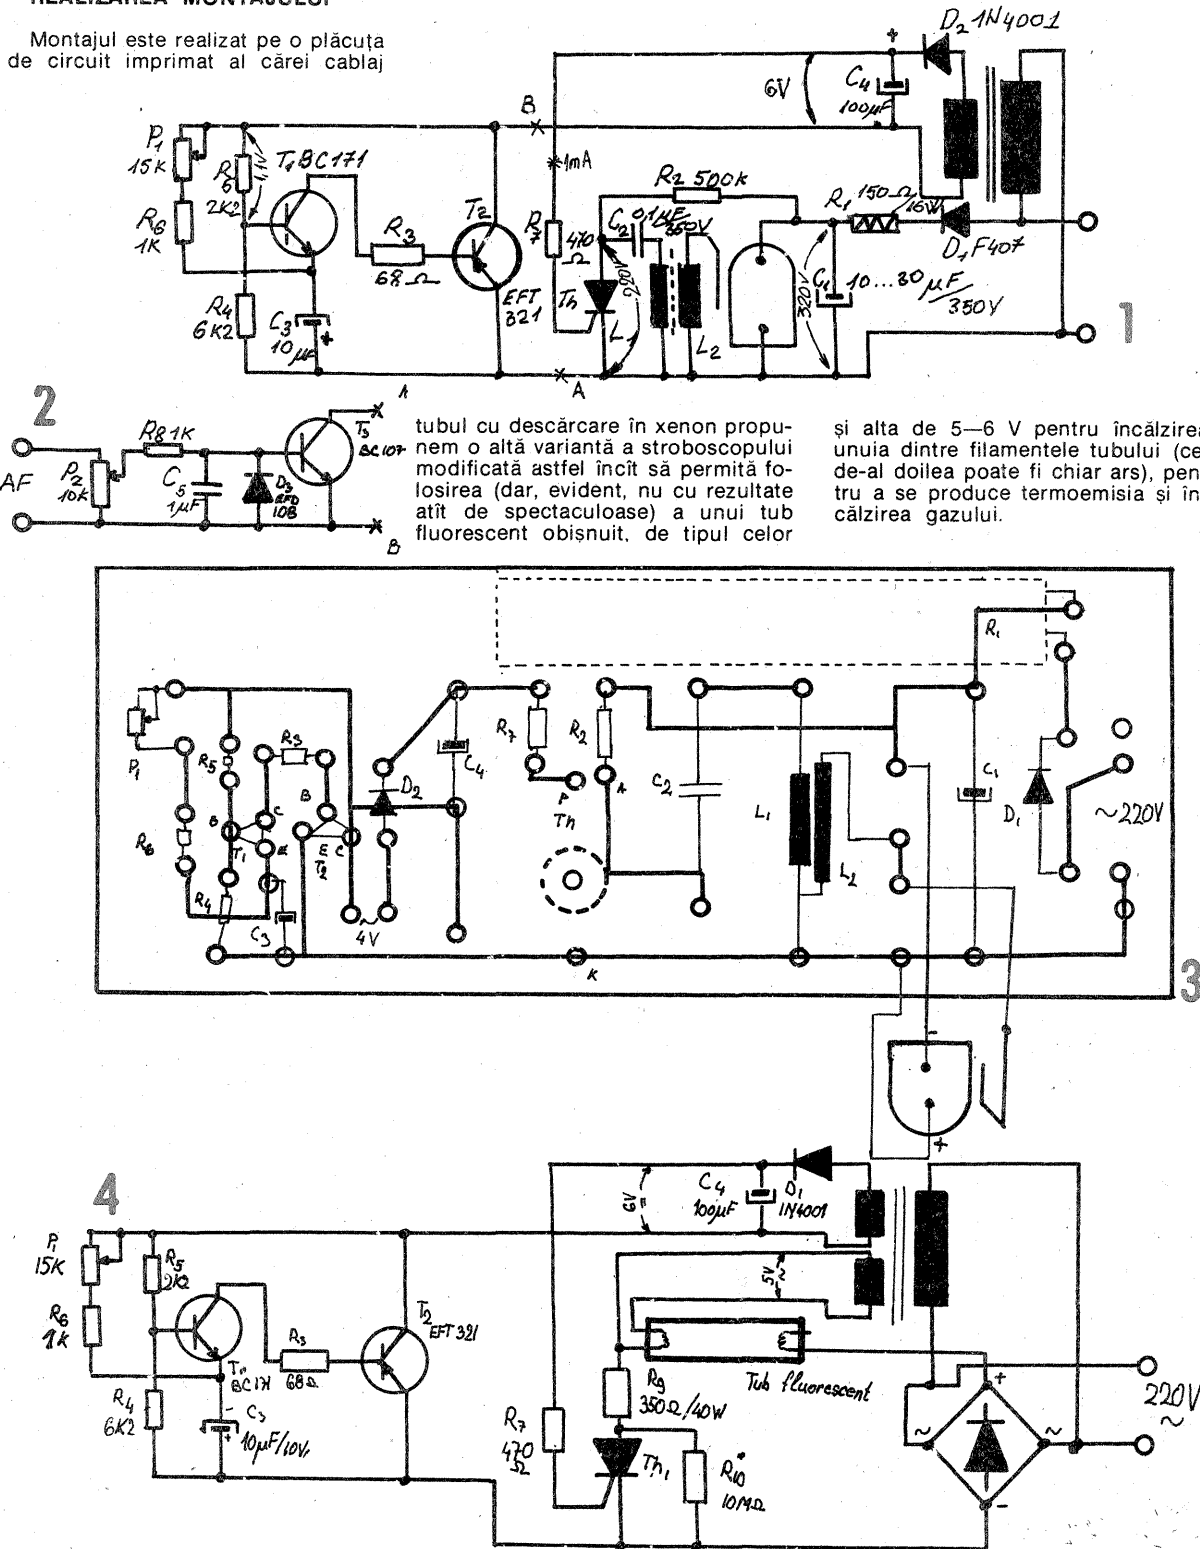 REALIZAREA MONTAJULUI
Montajul este realizat pe o plăcuța
de circuit imprimat al cărei cablaj
D2 1N4001
+
C4
100µF
6V
B
1mA
P1
15K
R5
2K2
1,1V
T1 BC171
R6
1K
R4
6K2
C3
10µF
+
R3
68Ω
T2
EFT
321
R7
470
Ω
R2 500K
C2 0,1µF
350V
Th
220V
L1
L2
R1 150Ω/16W
D1 F407
C1 10...30µF/350V
320V
1
A
A
2
AF
R8 1K
P2
10K
C5
1µF
D3
10B
T3
BC107
B
tubul cu descărcare în xenon propu-
nem o altă variantă a stroboscopului
modificată astfel încît să permită fo-
losirea (dar, evident, nu cu rezultate
atît de spectaculoase) a unui tub
fluorescent obișnuit, de tipul celor
și alta de 5—6 V pentru încălzirea
unuia dintre filamentele tubului (ce
de-al doilea poate fi chiar ars), pen
tru a se produce termoemisia și în
călzirea gazului.
R1
P1
R5
R3
R6
B
C
E
T1
R4
C3
B
E C
T2
D2
C4
4V
~
R7
R2
P
A
Th
C2
L1
L2
C1
D1
~220V
K
3
-
+
4
P1
15K
R5
2K2
R6
1K
R4
6K2
T1
BC171
-
C3
+
10µF/10V
R3
68Ω
T2
EFT 321
6V
=
C4
100µF
D1
1N4001
5V
~
Tub fluorescent
R9
350Ω/40W
R7
470
Ω
Th1
R10*
10MΩ
+
~
~
-
220V
~